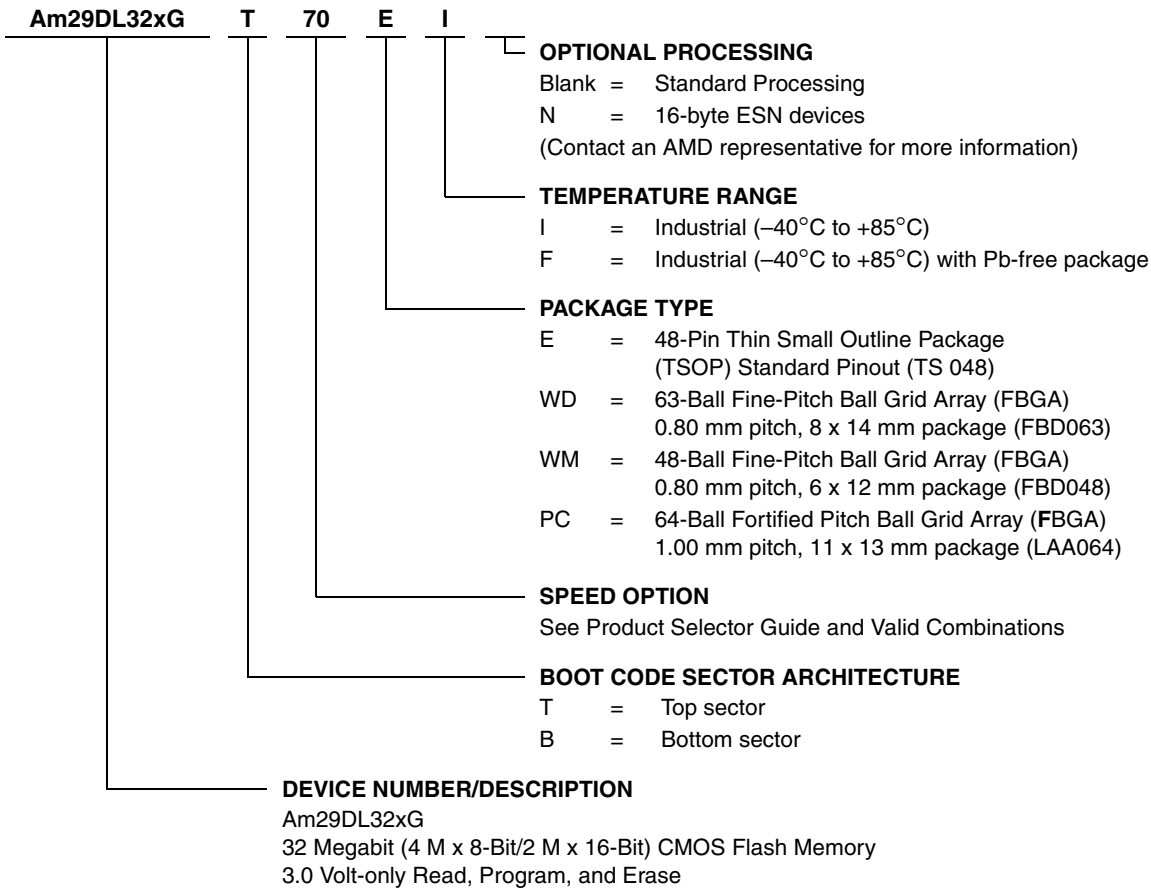 Am29DL32xG T 70 E I
OPTIONAL PROCESSING
Blank = Standard Processing
N = 16-byte ESN devices
(Contact an AMD representative for more information)
TEMPERATURE RANGE
I = Industrial (–40°C to +85°C)
F = Industrial (–40°C to +85°C) with Pb-free package
PACKAGE TYPE
E = 48-Pin Thin Small Outline Package
(TSOP) Standard Pinout (TS 048)
WD = 63-Ball Fine-Pitch Ball Grid Array (FBGA)
0.80 mm pitch, 8 x 14 mm package (FBD063)
WM = 48-Ball Fine-Pitch Ball Grid Array (FBGA)
0.80 mm pitch, 6 x 12 mm package (FBD048)
PC = 64-Ball Fortified Pitch Ball Grid Array (FBGA)
1.00 mm pitch, 11 x 13 mm package (LAA064)
SPEED OPTION
See Product Selector Guide and Valid Combinations
BOOT CODE SECTOR ARCHITECTURE
T = Top sector
B = Bottom sector
DEVICE NUMBER/DESCRIPTION
Am29DL32xG
32 Megabit (4 M x 8-Bit/2 M x 16-Bit) CMOS Flash Memory
3.0 Volt-only Read, Program, and Erase